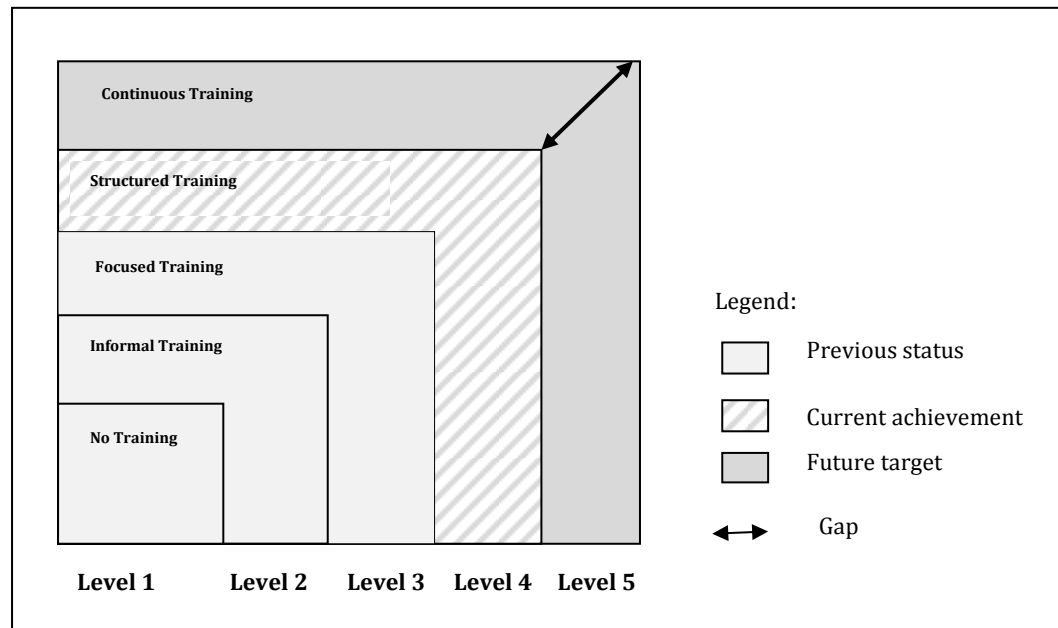 Continuous Training
Structured Training
Focused Training
Informal Training
No Training
Level 1 Level 2 Level 3 Level 4 Level 5
Legend:
Previous status
Current achievement
Future target
Gap